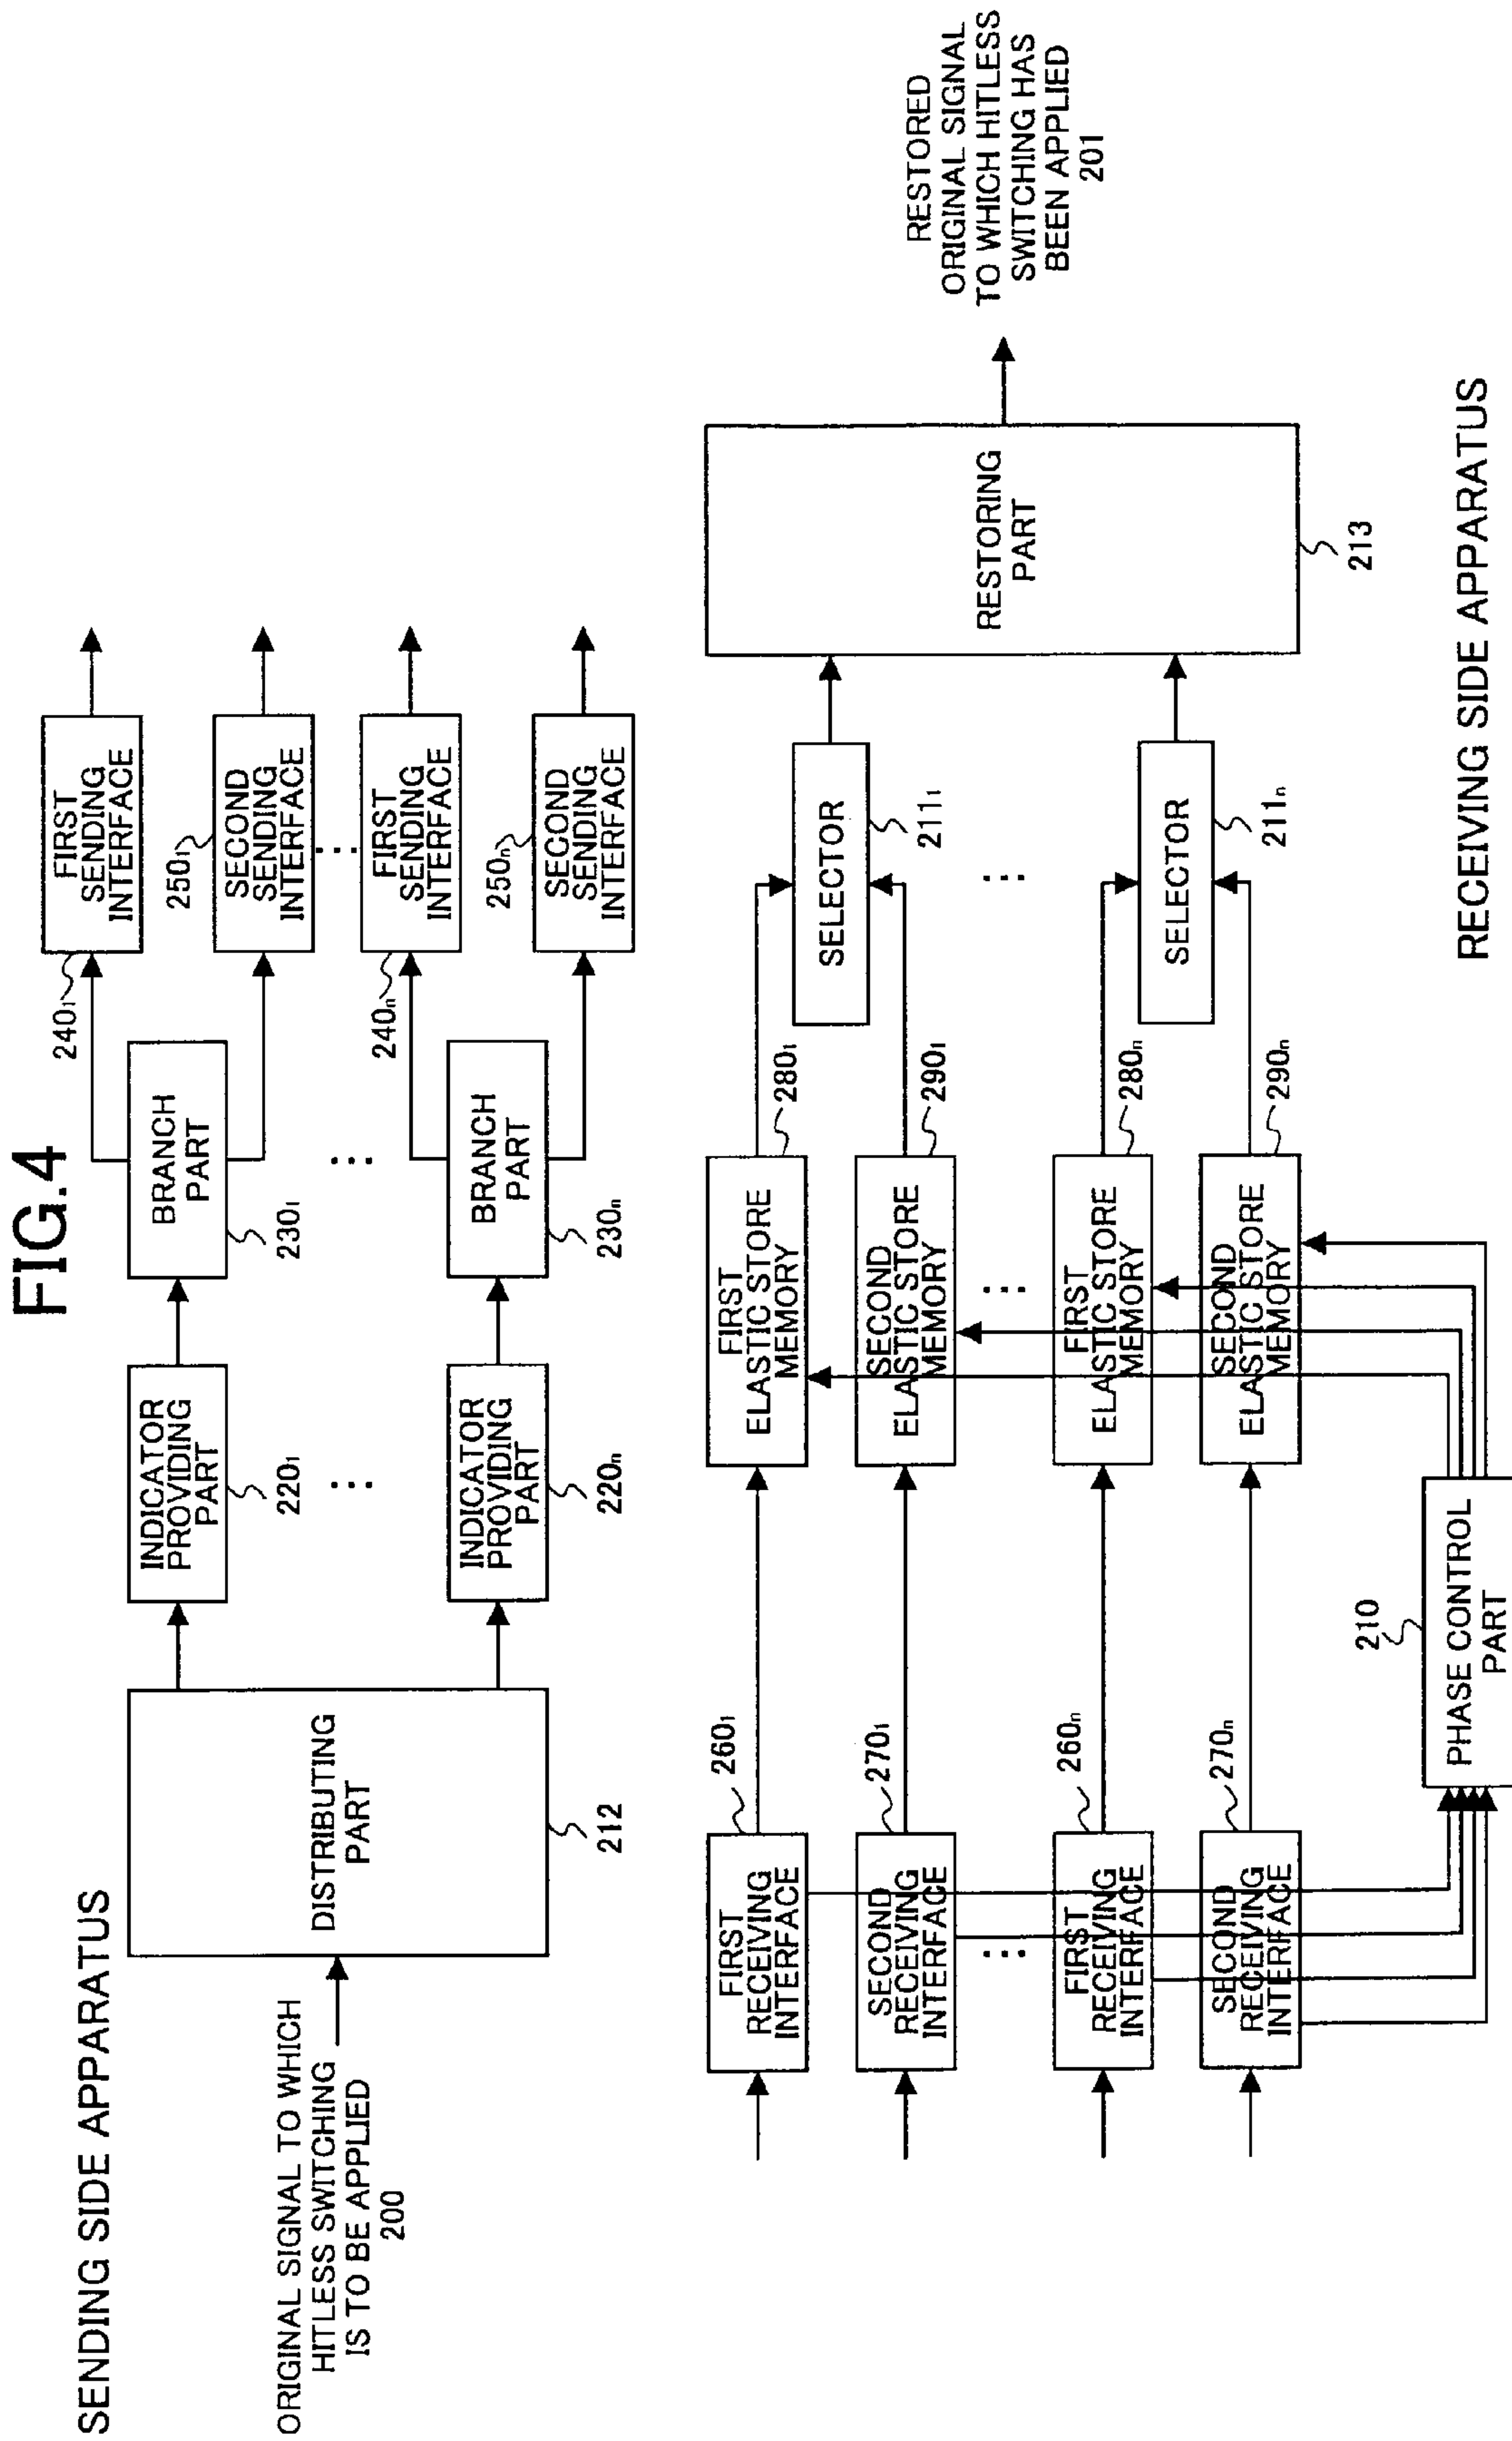 FIG.4
SENDING SIDE APPARATUS
ORIGINAL SIGNAL TO WHICH
HITLESS SWITCHING
IS TO BE APPLIED
200
DISTRIBUTING
PART
212
INDICATOR
PROVIDING
PART
220₁
...
INDICATOR
PROVIDING
PART
220ₙ
BRANCH
PART
230₁
...
BRANCH
PART
230ₙ
240₁
FIRST
SENDING
INTERFACE
250₁
SECOND
SENDING
INTERFACE
...
240ₙ
FIRST
SENDING
INTERFACE
250ₙ
SECOND
SENDING
INTERFACE
FIRST
RECEIVING
INTERFACE
260₁
SECOND
RECEIVING
INTERFACE
270₁
...
FIRST
RECEIVING
INTERFACE
260ₙ
SECOND
RECEIVING
INTERFACE
270ₙ
210
PHASE CONTROL
PART
FIRST
ELASTIC STORE
MEMORY
280₁
SECOND
ELASTIC STORE
MEMORY
290₁
...
FIRST
ELASTIC STORE
MEMORY
280ₙ
SECOND
ELASTIC STORE
MEMORY
290ₙ
SELECTOR
211₁
...
SELECTOR
211ₙ
RESTORING
PART
213
RESTORED
ORIGINAL SIGNAL
TO WHICH HITLESS
SWITCHING HAS
BEEN APPLIED
201
RECEIVING SIDE APPARATUS